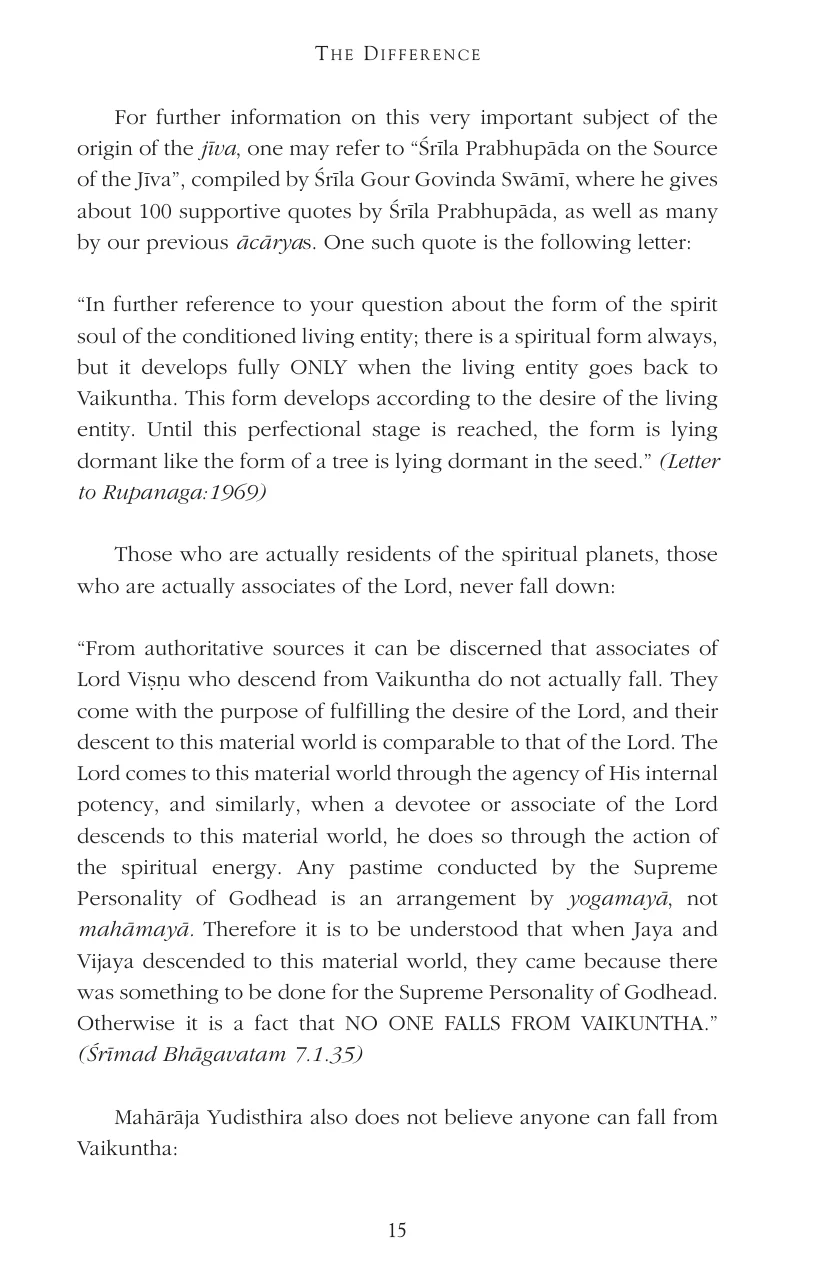 THE DIFFERENCE
For further information on this very important subject of the
origin of the jīva, one may refer to “Śrīla Prabhupāda on the Source
of the Jīva”, compiled by Śrīla Gour Govinda Swāmī, where he gives
about 100 supportive quotes by Śrīla Prabhupāda, as well as many
by our previous ācāryas. One such quote is the following letter:
“In further reference to your question about the form of the spirit
soul of the conditioned living entity; there is a spiritual form always,
but it develops fully ONLY when the living entity goes back to
Vaikuntha. This form develops according to the desire of the living
entity. Until this perfectional stage is reached, the form is lying
dormant like the form of a tree is lying dormant in the seed.” (Letter
to Rupanaga:1969)
Those who are actually residents of the spiritual planets, those
who are actually associates of the Lord, never fall down:
“From authoritative sources it can be discerned that associates of
Lord Viṣṇu who descend from Vaikuntha do not actually fall. They
come with the purpose of fulfilling the desire of the Lord, and their
descent to this material world is comparable to that of the Lord. The
Lord comes to this material world through the agency of His internal
potency, and similarly, when a devotee or associate of the Lord
descends to this material world, he does so through the action of
the spiritual energy. Any pastime conducted by the Supreme
Personality of Godhead is an arrangement by yogamayā, not
mahāmayā. Therefore it is to be understood that when Jaya and
Vijaya descended to this material world, they came because there
was something to be done for the Supreme Personality of Godhead.
Otherwise it is a fact that NO ONE FALLS FROM VAIKUNTHA.”
(Śrīmad Bhāgavatam 7.1.35)
Mahārāja Yudisthira also does not believe anyone can fall from
Vaikuntha:
15